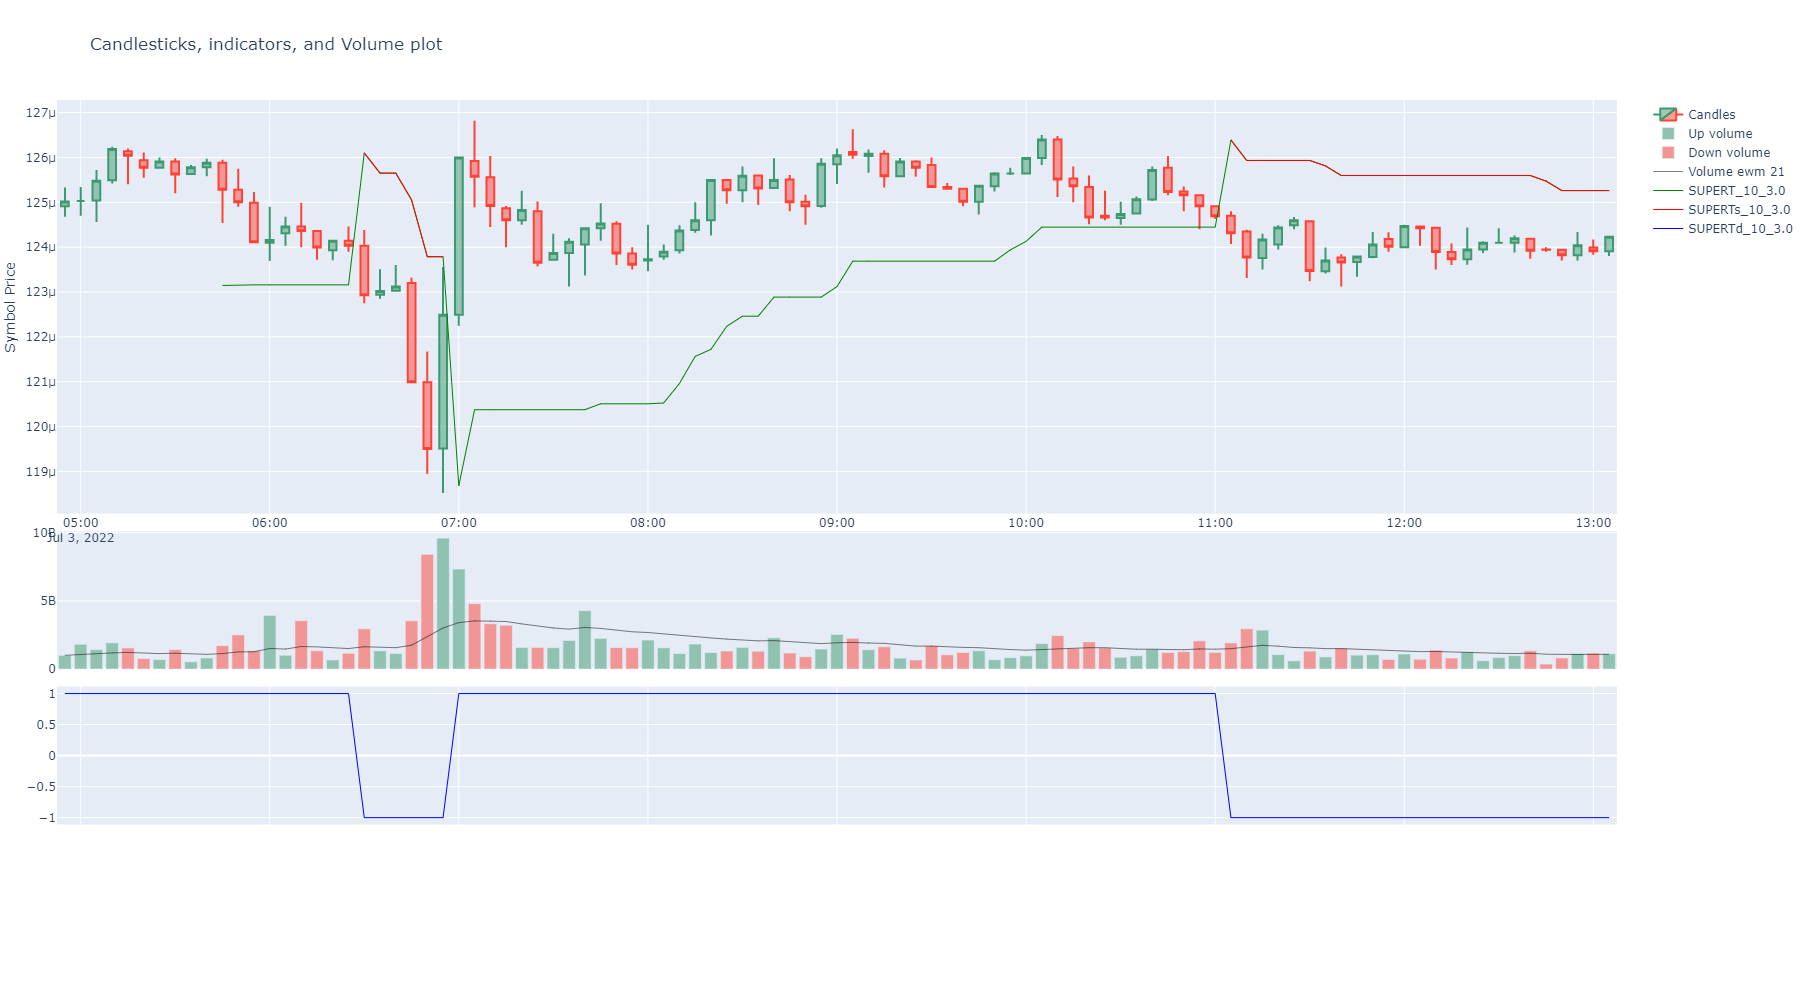 Candlesticks, indicators, and Volume plot
Symbol Price
127μ
126μ
125μ
124μ
123μ
122μ
121μ
120μ
119μ
05:00 06:00 07:00 08:00 09:00 10:00 11:00 12:00 13:00
Jul 3, 2022
10B
5B
0
1
0.5
0
−0.5
−1
Candles
Up volume
Down volume
Volume ewm 21
SUPERT_10_3.0
SUPERTs_10_3.0
SUPERTd_10_3.0